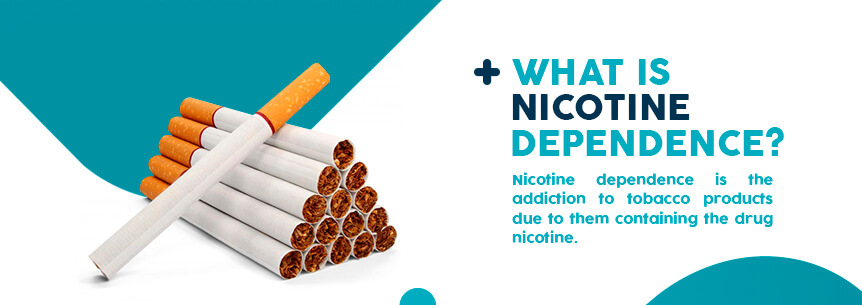 WHAT IS
NICOTINE
DEPENDENCE?
Nicotine dependence is the
addiction to tobacco products
due to them containing the drug
nicotine.